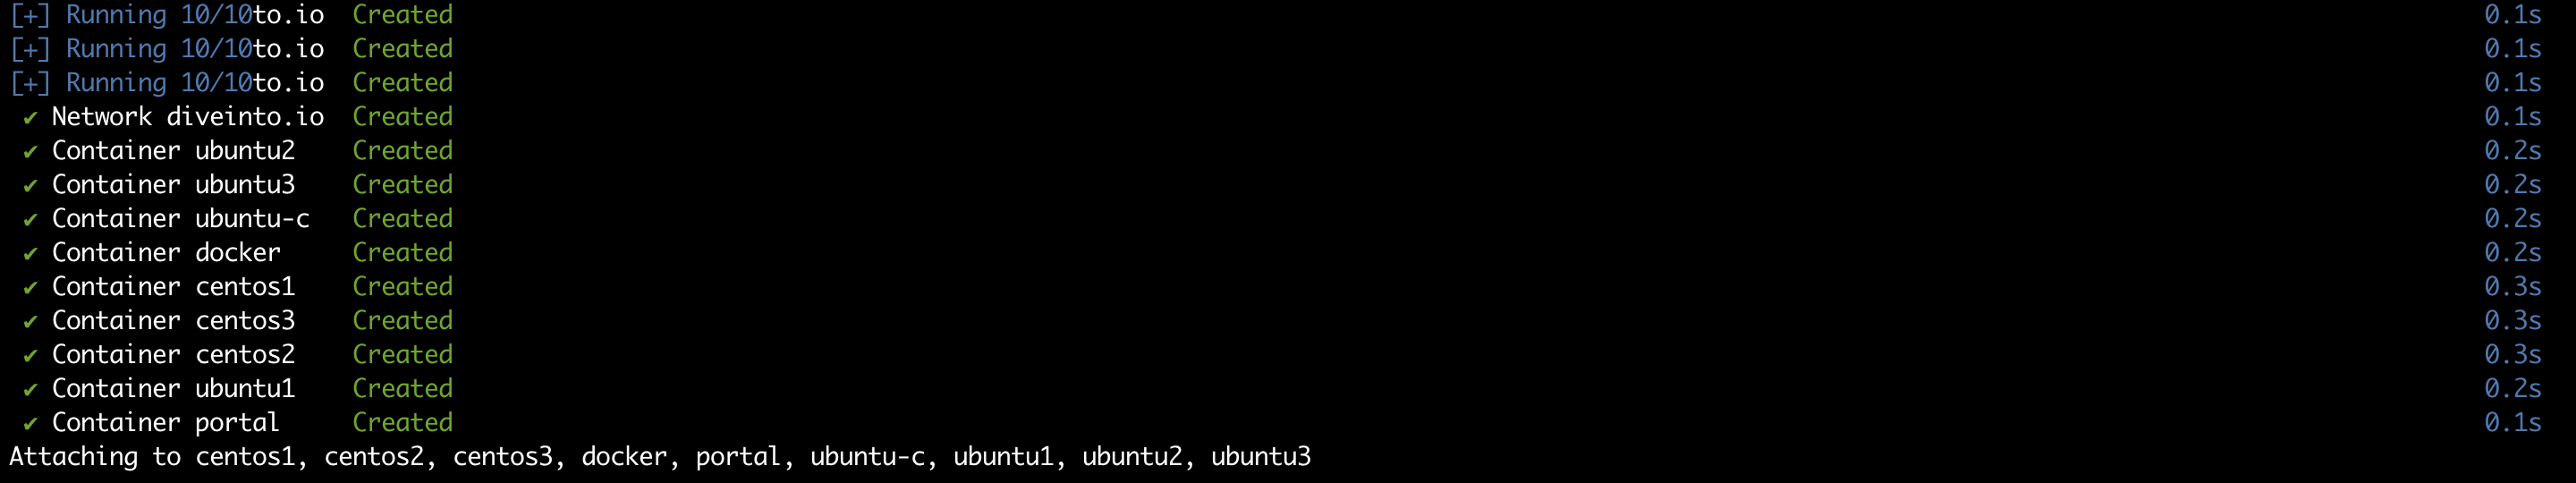 [+] Running 10/10to.io  Created 0.1s
[+] Running 10/10to.io  Created 0.1s
[+] Running 10/10to.io  Created 0.1s
✔ Network diveinto.io  Created 0.1s
✔ Container ubuntu2    Created 0.2s
✔ Container ubuntu3    Created 0.2s
✔ Container ubuntu-c   Created 0.2s
✔ Container docker     Created 0.2s
✔ Container centos1    Created 0.3s
✔ Container centos3    Created 0.3s
✔ Container centos2    Created 0.3s
✔ Container ubuntu1    Created 0.2s
✔ Container portal     Created 0.1s
Attaching to centos1, centos2, centos3, docker, portal, ubuntu-c, ubuntu1, ubuntu2, ubuntu3